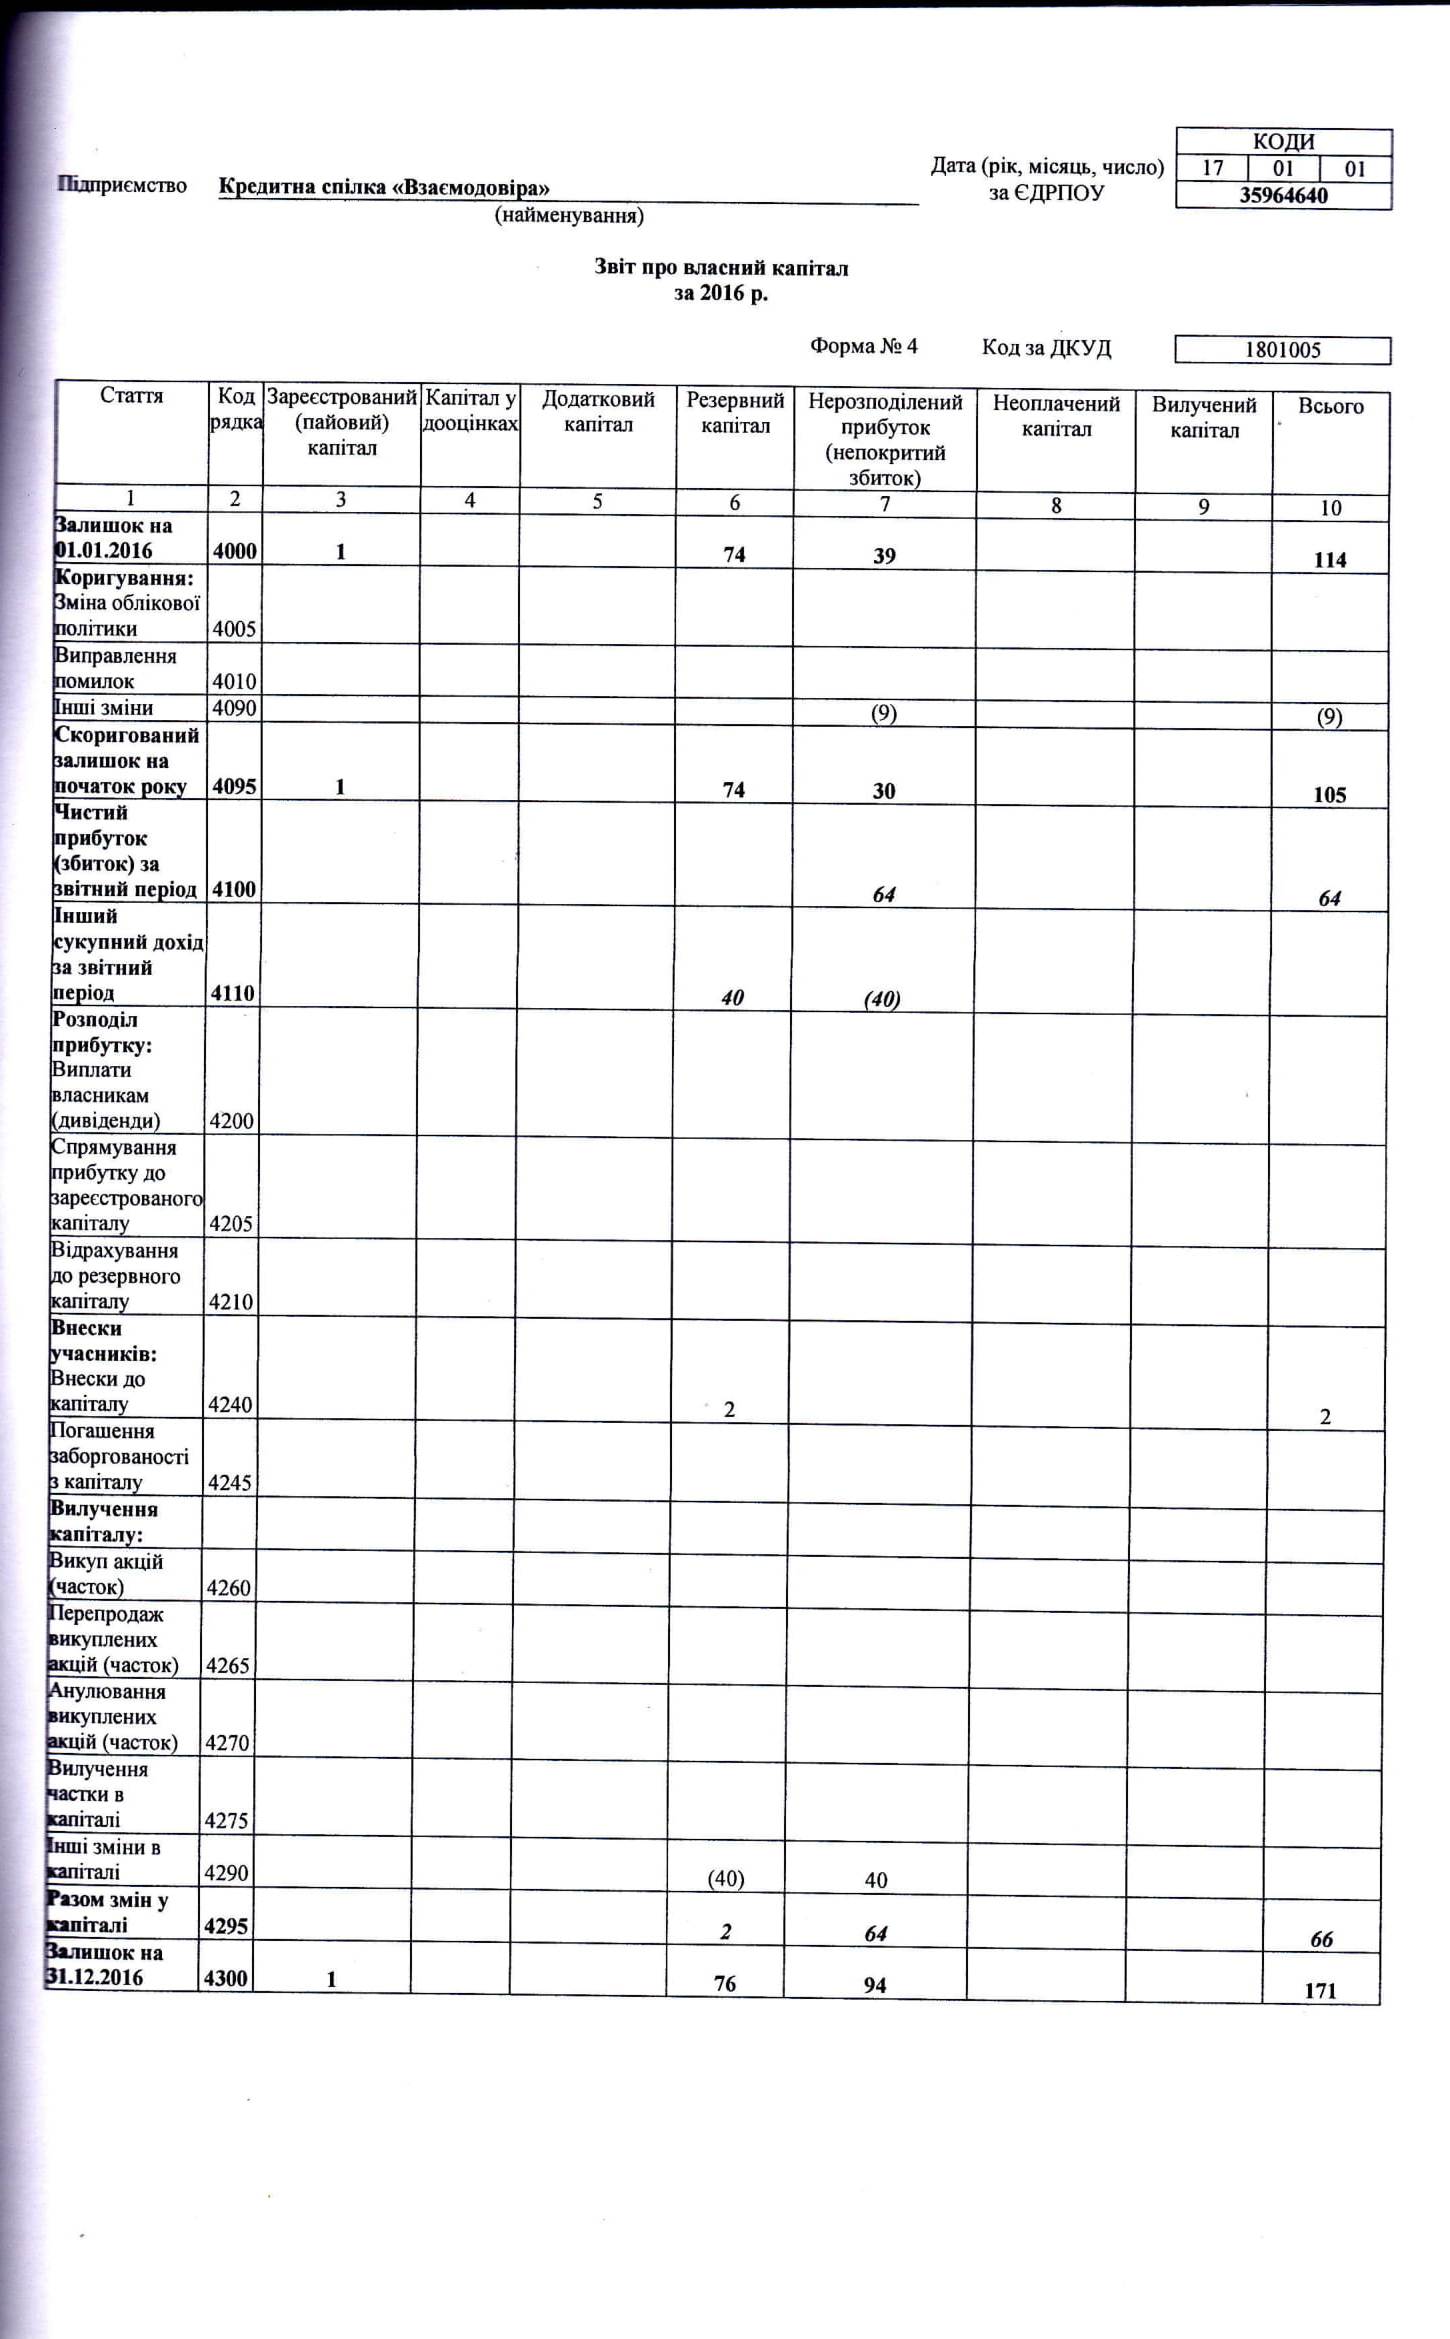 КОДИ
Дата (рік, місяць, число) 17 01 01
Підприємство Кредитна спілка «Взаємодовіра» за ЄДРПОУ 35964640
(найменування)
Звіт про власний капітал
за 2016 р.
Форма № 4 Код за ДКУД 1801005
Стаття Код Зареєстрований Капітал у Додатковий Резервний Нерозподілений Неоплачений Вилучений Всього
рядка (пайовий) дооцінках капітал капітал прибуток капітал капітал
капітал (непокритий
збиток)
1 2 3 4 5 6 7 8 9 10
Залишок на
01.01.2016 4000 1 74 39 114
Коригування:
Зміна облікової
політики 4005
Виправлення
помилок 4010
Інші зміни 4090 (9) (9)
Скоригований
залишок на
початок року 4095 1 74 30 105
Чистий
прибуток
(збиток) за
звітний період 4100 64 64
Інший
сукупний дохід
за звітний
період 4110 40 (40)
Розподіл
прибутку:
Виплати
власникам
(дивіденди) 4200
Спрямування
прибутку до
зареєстрованого
капіталу 4205
Відрахування
до резервного
капіталу 4210
Внески
учасників:
Внески до
капіталу 4240 2 2
Погашення
заборгованості
з капіталу 4245
Вилучення
капіталу:
Викуп акцій
(часток) 4260
Перепродаж
викуплених
акцій (часток) 4265
Анулювання
викуплених
акцій (часток) 4270
Вилучення
частки в
капіталі 4275
Інші зміни в
капіталі 4290 (40) 40
Разом змін у
капіталі 4295 2 64 66
Залишок на
31.12.2016 4300 1 76 94 171